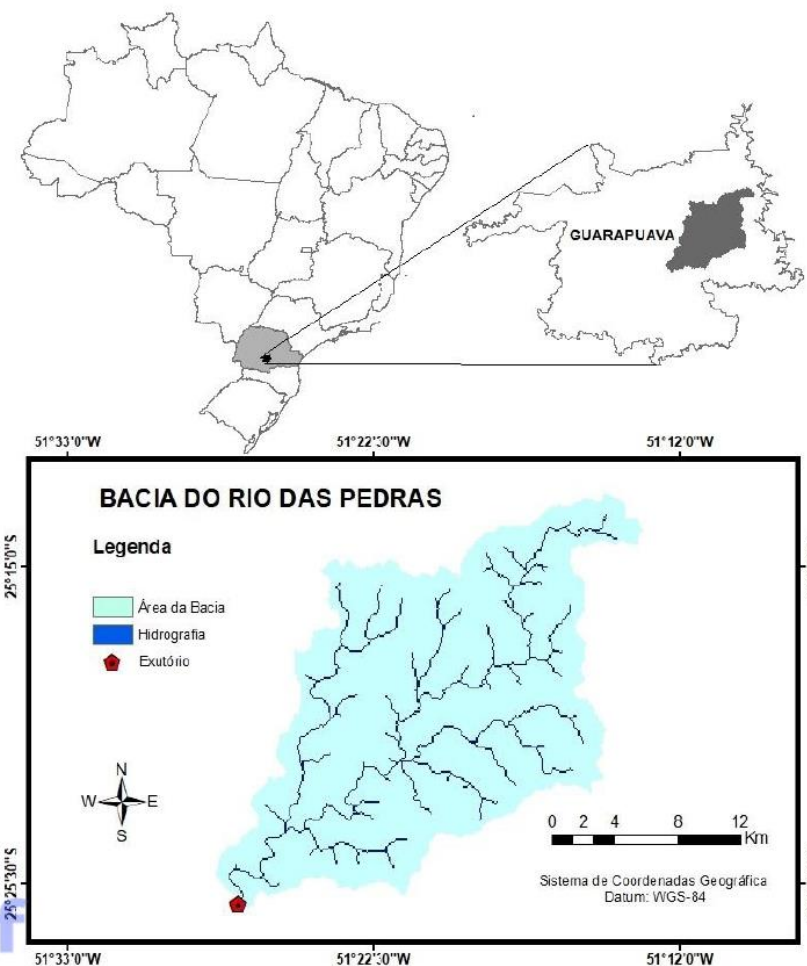 GUARAPUAVA
51°33'0"W
51°22'30"W
51°12'0"W
BACIA DO RIO DAS PEDRAS
Legenda
25°15'0"S
Área da Bacia
Hidrografia
Exutório
N
W
E
S
0 2 4 8 12
Km
Sistema de Coordenadas Geográfica
Datum: WGS-84
25°25'30"S
51°33'0"W
51°22'30"W
51°12'0"W